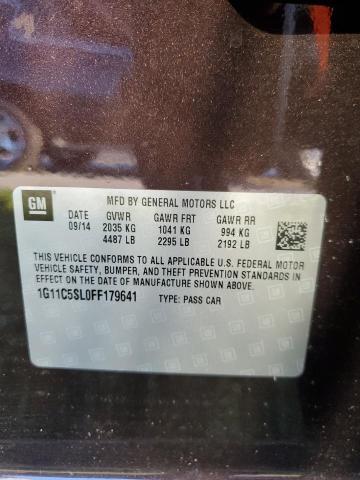 GM
MFD BY GENERAL MOTORS LLC
DATE GVWR GAWR FRT GAWR RR
09/14 2035 KG 1041 KG 994 KG
4487 LB 2295 LB 2192 LB
THIS VEHICLE CONFORMS TO ALL APPLICABLE U.S. FEDERAL MOTOR
VEHICLE SAFETY, BUMPER, AND THEFT PREVENTION STANDARDS IN
EFFECT ON THE DATE OF MANUFACTURE SHOWN ABOVE.
1G11C5SL0FF179641 TYPE: PASS CAR